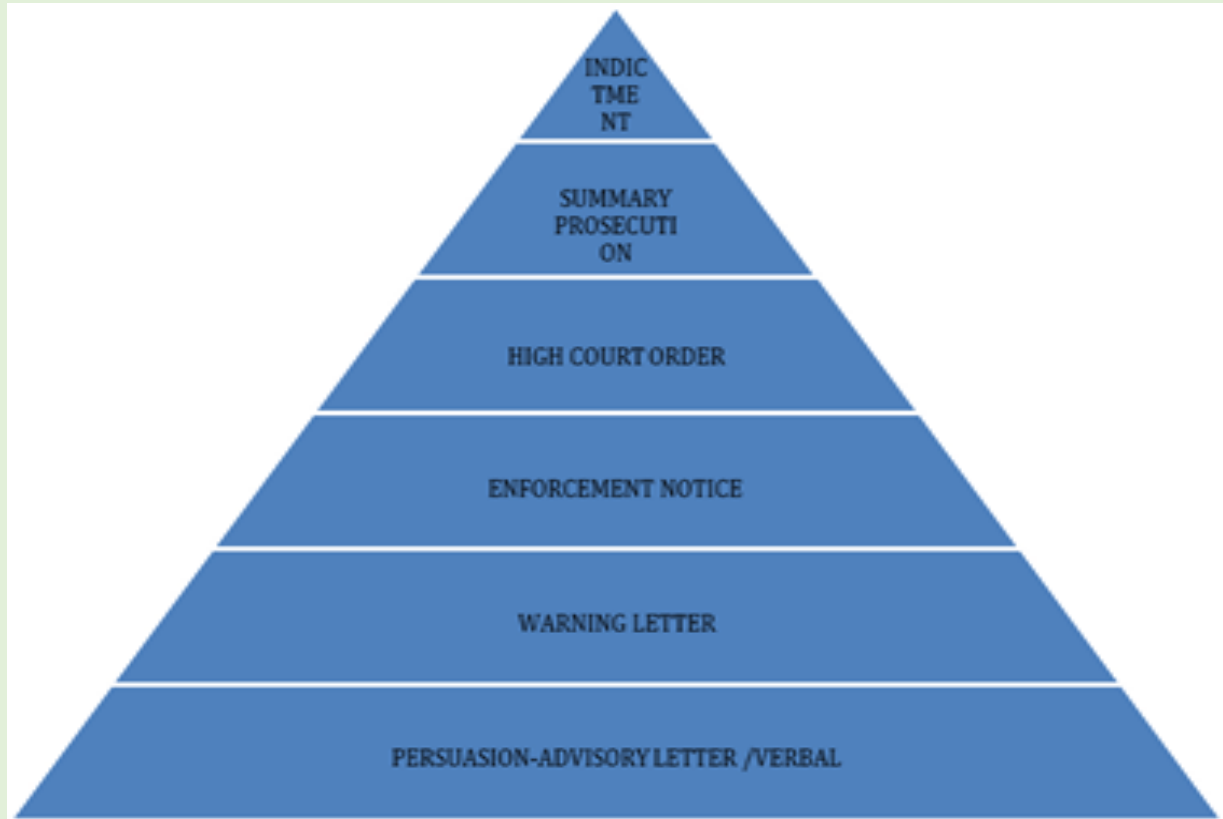 INDIC
TME
NT
SUMMARY
PROSECUTI
ON
HIGH COURT ORDER
ENFORCEMENT NOTICE
WARNING LETTER
PERSUASION-ADVISORY LETTER /VERBAL